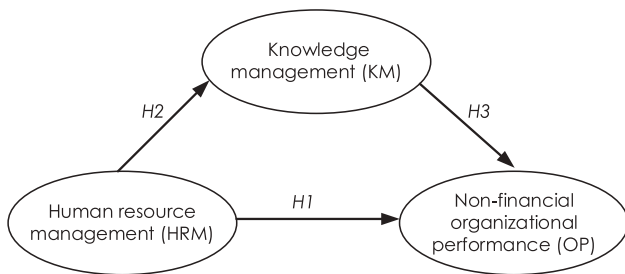 Knowledge
management (KM)
H2
H3
Human resource
management (HRM)
H1
Non-financial
organizational
performance (OP)